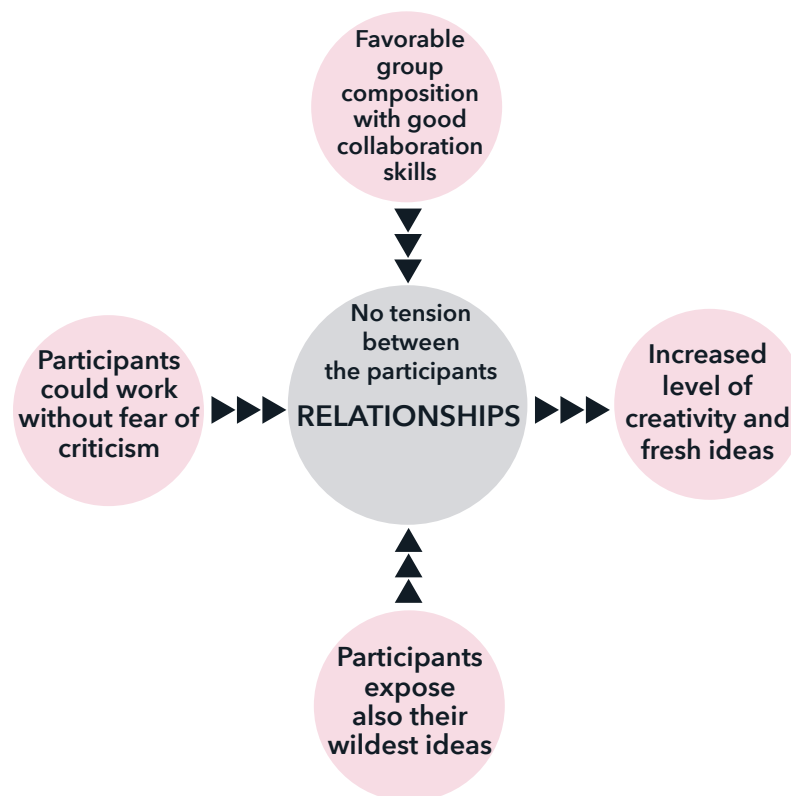 Favorable
group
composition
with good
collaboration
skills
Participants
could work
without fear of
criticism
No tension
between
the participants
RELATIONSHIPS
Increased
level of
creativity and
fresh ideas
Participants
expose
also their
wildest ideas